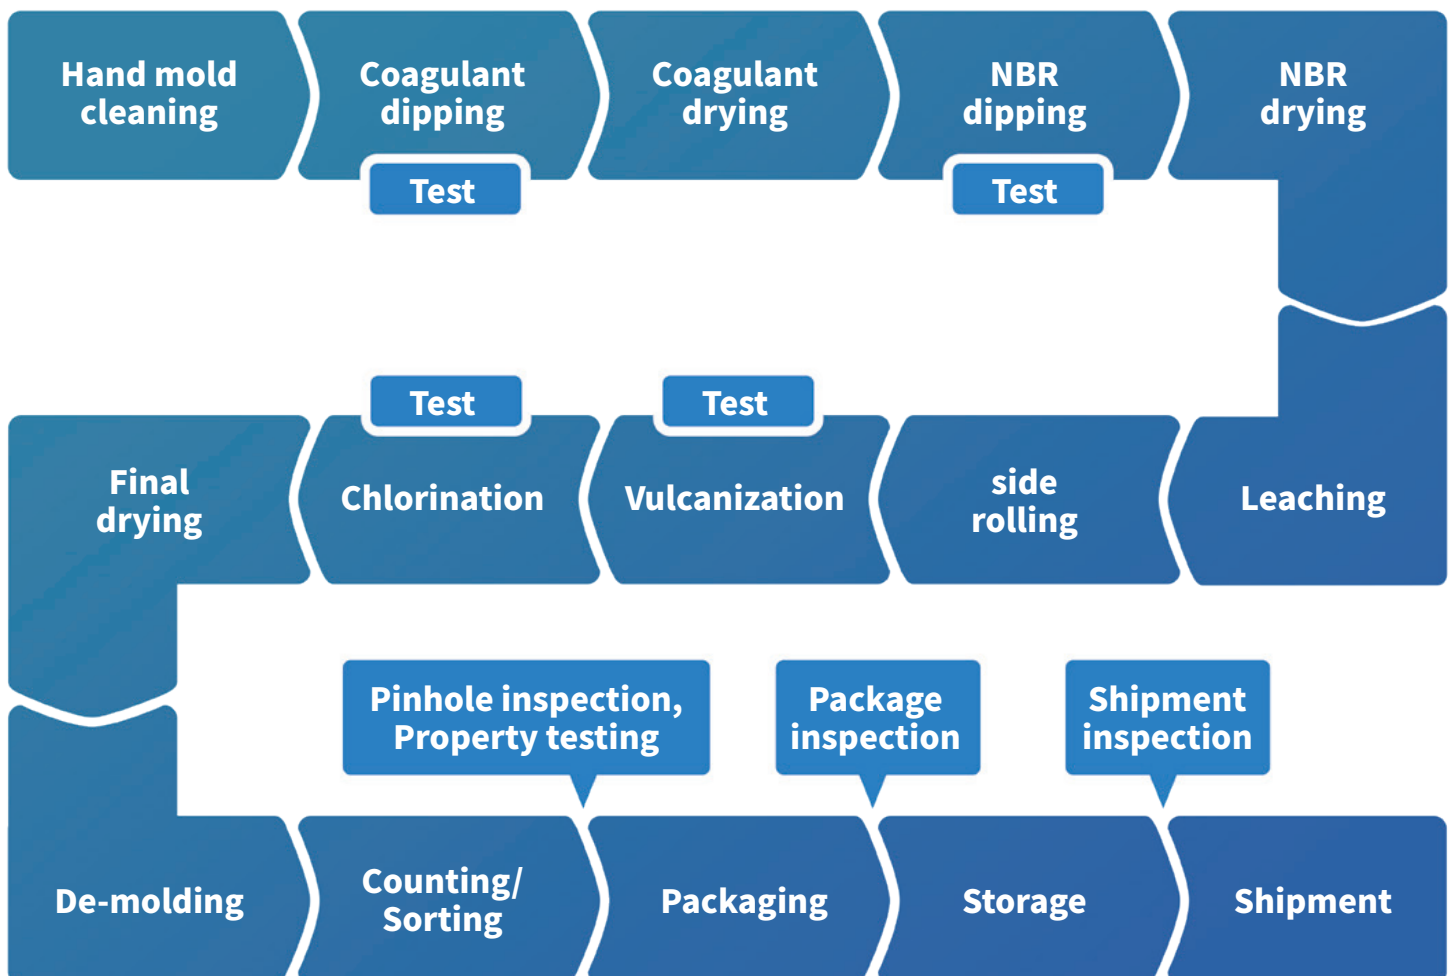 Hand mold
cleaning
Coagulant
dipping
Coagulant
drying
NBR
dipping
NBR
drying
Test
Test
Test
Test
Final
drying
Chlorination
Vulcanization
side
rolling
Leaching
Pinhole inspection,
Property testing
Package
inspection
Shipment
inspection
De-molding
Counting/
Sorting
Packaging
Storage
Shipment